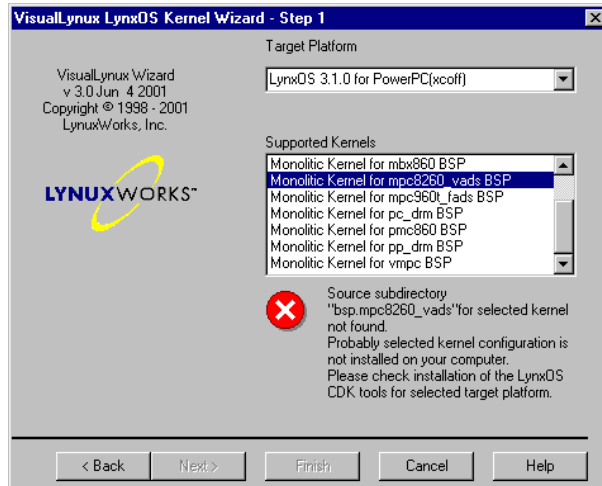 VisualLynux LynxOS Kernel Wizard - Step 1
VisualLynux Wizard
v 3.0 Jun 4 2001
Copyright © 1998 - 2001
LynuxWorks, Inc.
LYNUXWORKS™
Target Platform
LynxOS 3.1.0 for PowerPC(xcoff)
Supported Kernels
Monolitic Kernel for mbx860 BSP
Monolitic Kernel for mpc8260_vads BSP
Monolitic Kernel for mpc960t_fads BSP
Monolitic Kernel for pc_drm BSP
Monolitic Kernel for pmc860 BSP
Monolitic Kernel for pp_drm BSP
Monolitic Kernel for vmpc BSP
Source subdirectory
"bsp.mpc8260_vads"for selected kernel
not found.
Probably selected kernel configuration is
not installed on your computer.
Please check installation of the LynxOS
CDK tools for selected target platform.
< Back
Next >
Finish
Cancel
Help